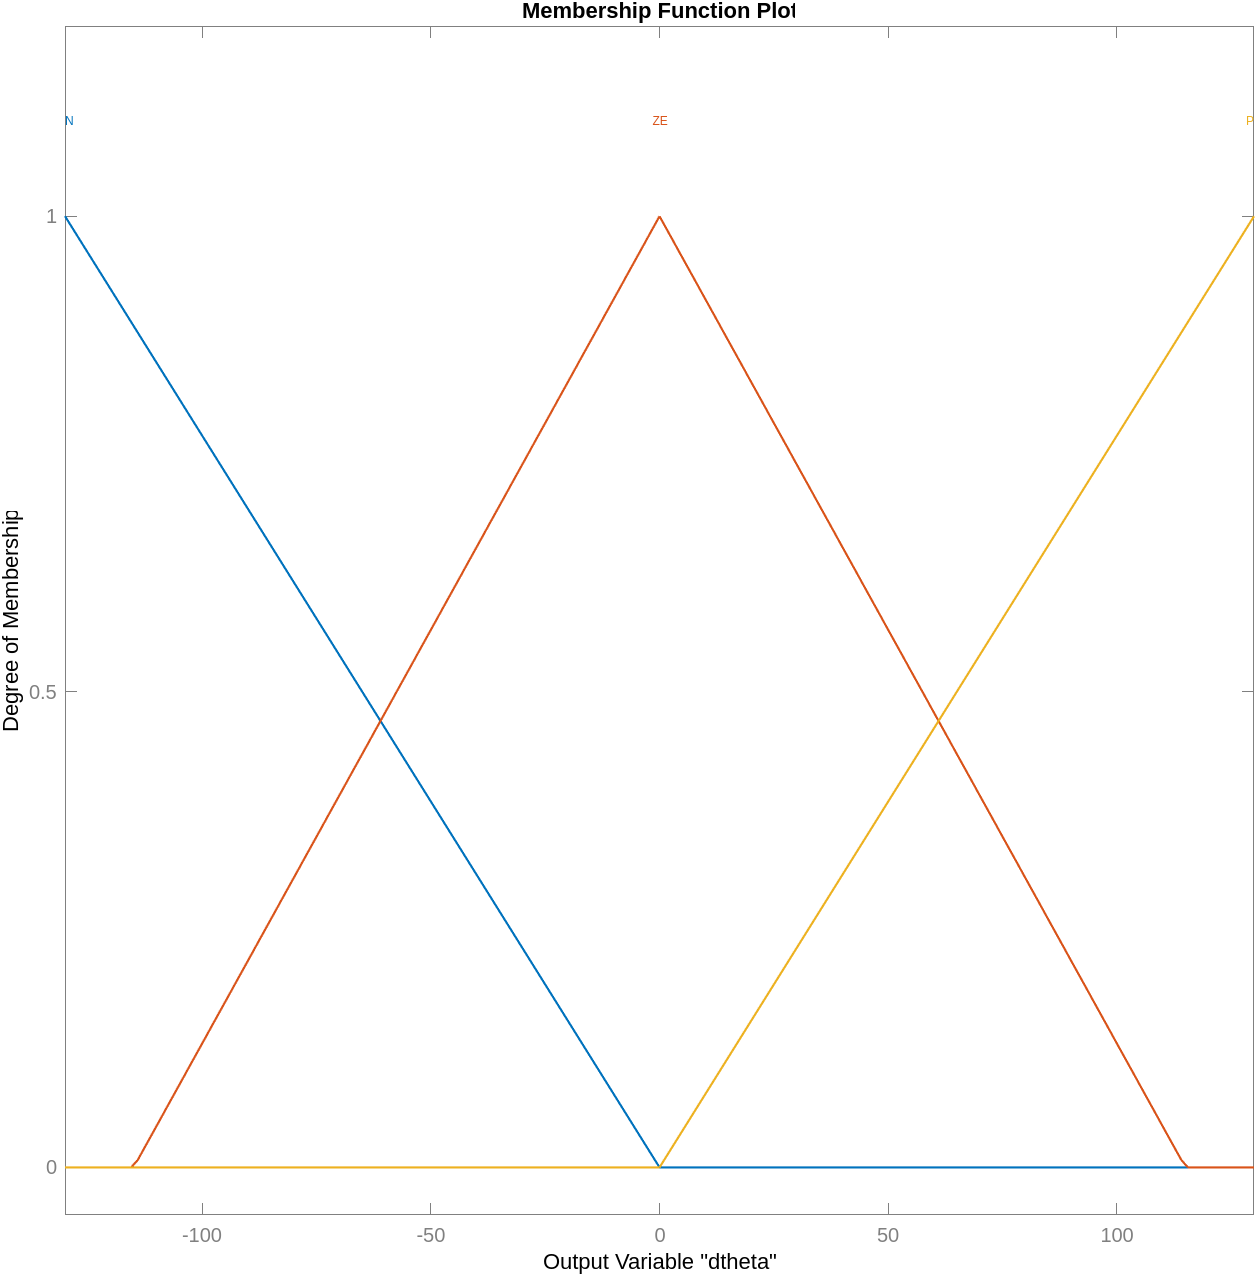 Membership Function Plot
N
ZE
P
1
0.5
0
Degree of Membership
-100
-50
0
50
100
Output Variable "dtheta"